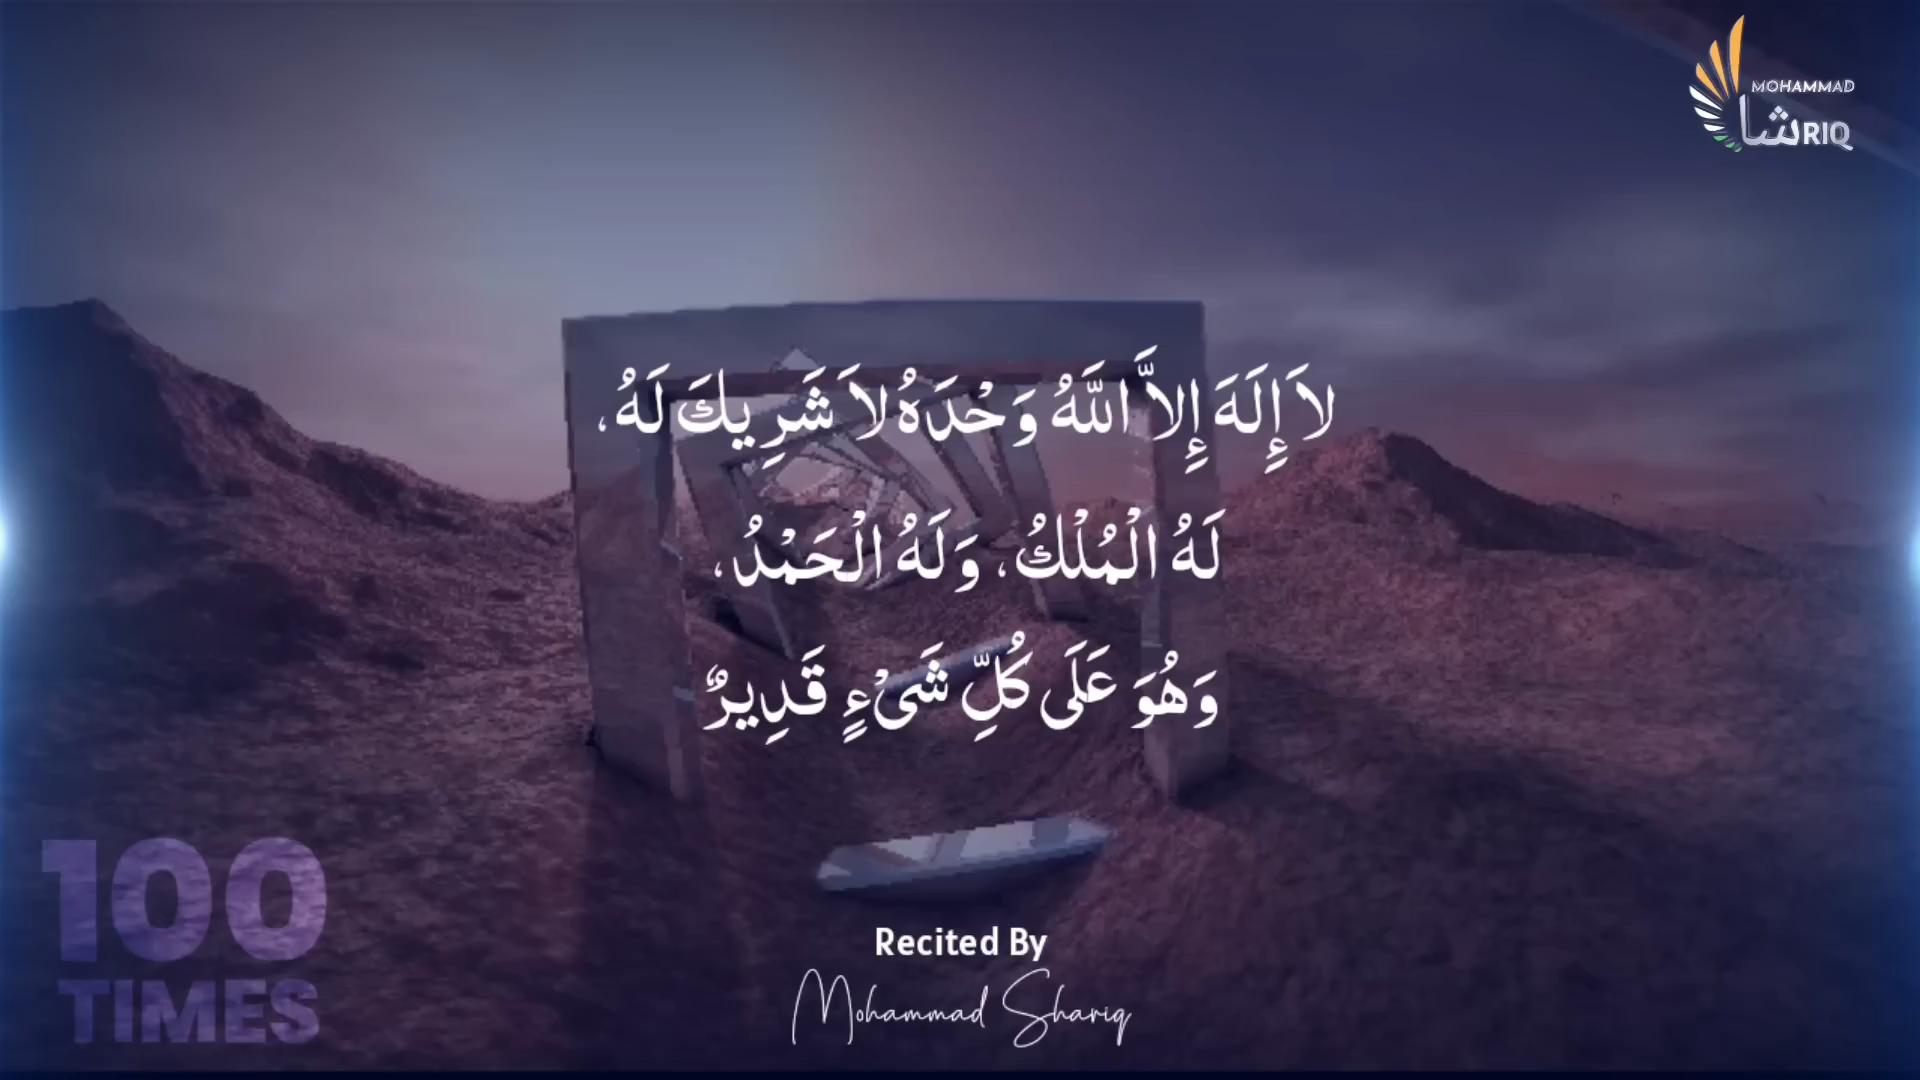 MOHAMMAD
شاRIQ
لاَ إِلَهَ إِلاَّ اللَّهُ وَحْدَهُ لاَ شَرِيكَ لَهُ،
لَهُ الْمُلْكُ، وَلَهُ الْحَمْدُ،
وَهُوَ عَلَى كُلِّ شَىْءٍ قَدِيرٌ
100
TIMES
Recited By
Mohammad Shariq